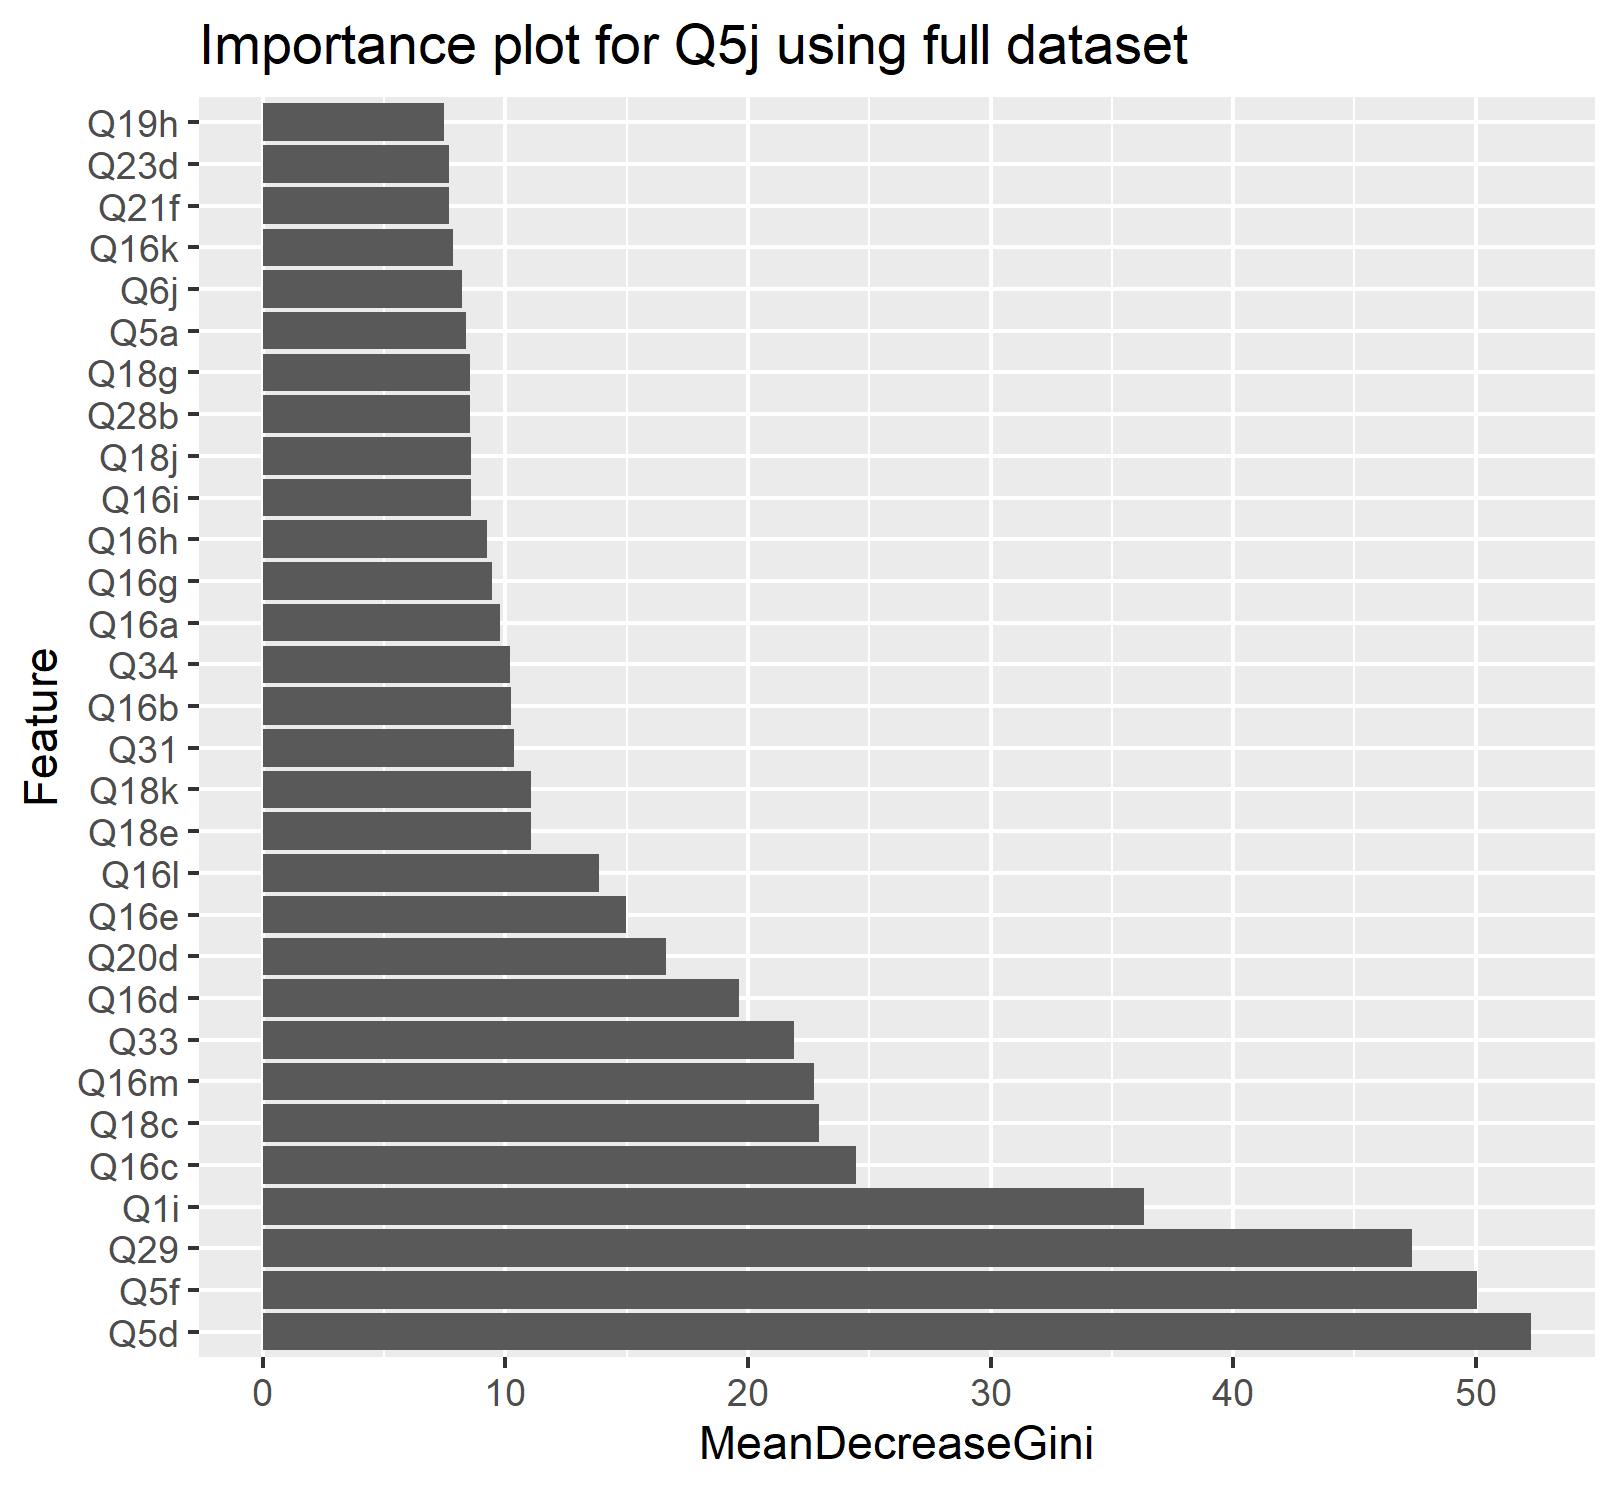 Importance plot for Q5j using full dataset
Feature
Q19h
Q23d
Q21f
Q16k
Q6j
Q5a
Q18g
Q28b
Q18j
Q16i
Q16h
Q16g
Q16a
Q34
Q16b
Q31
Q18k
Q18e
Q16l
Q16e
Q20d
Q16d
Q33
Q16m
Q18c
Q16c
Q1i
Q29
Q5f
Q5d
0 10 20 30 40 50
MeanDecreaseGini